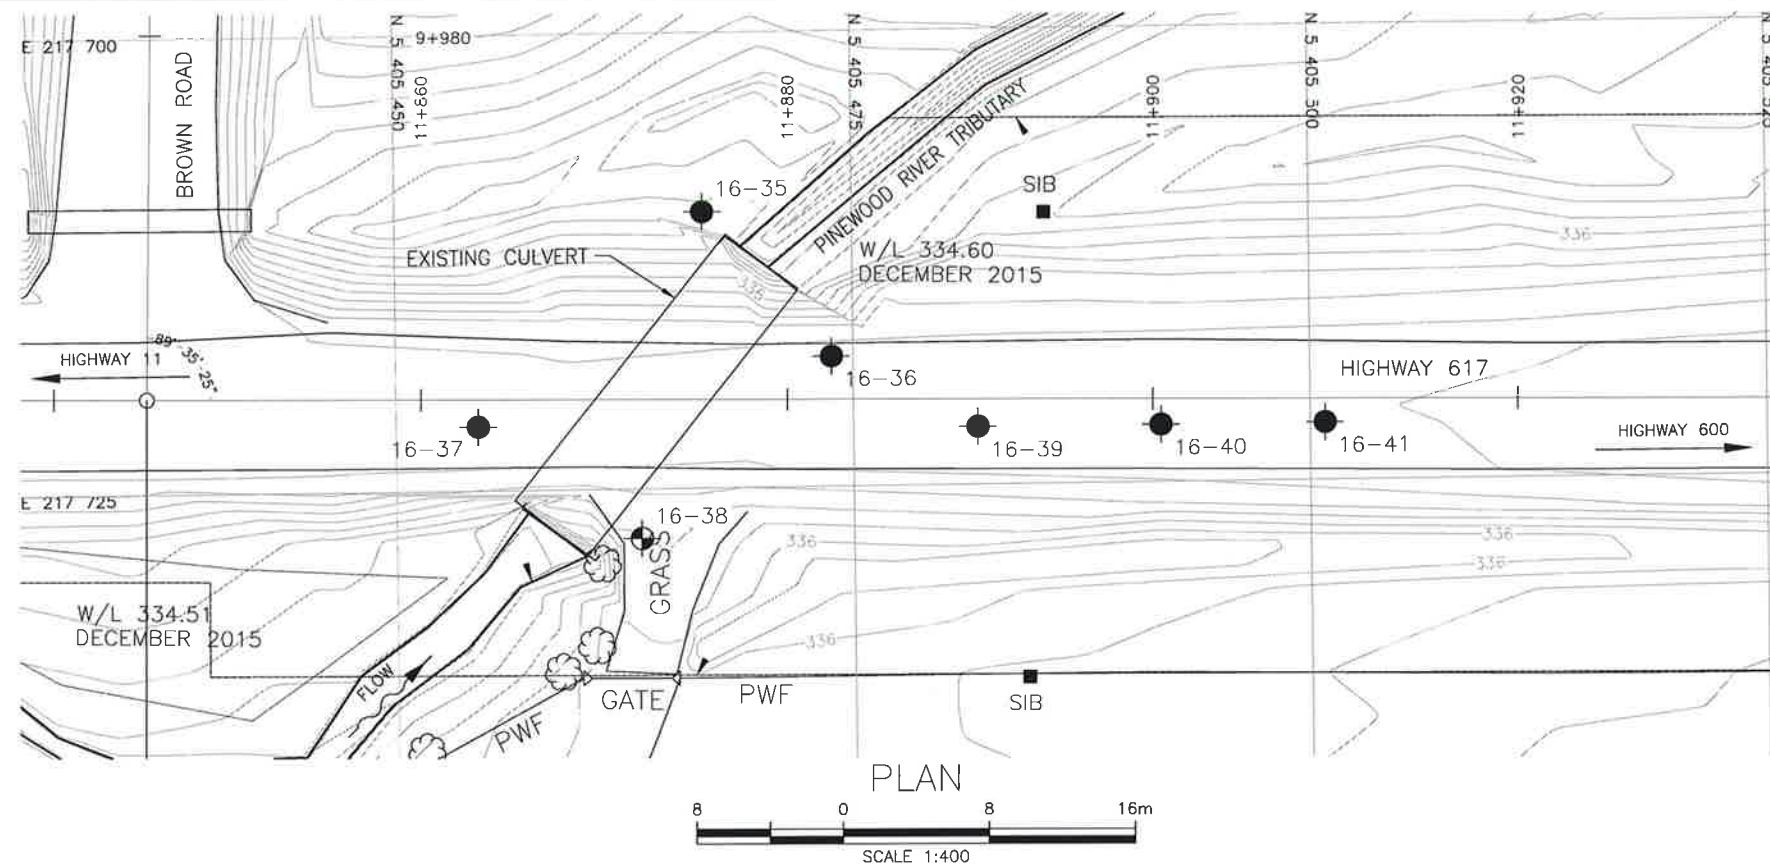 E 217 700
BROWN ROAD
9+980
N 5 405 450
11+860
11+880
N 5 405 475
11+900
N 5 405 500
11+920
16-35
PINEWOOD RIVER TRIBUTARY
SIB
EXISTING CULVERT
W/L 334.60
DECEMBER 2015
336
336
HIGHWAY 11
89°-35'-25"
16-36
HIGHWAY 617
16-37
16-39
16-40
16-41
HIGHWAY 600
E 217 725
16-38
GRASS
336
336
336
336
W/L 334.51
DECEMBER 2015
FLOW
PWF
GATE
PWF
SIB
PLAN
8 0 8 16m
SCALE 1:400